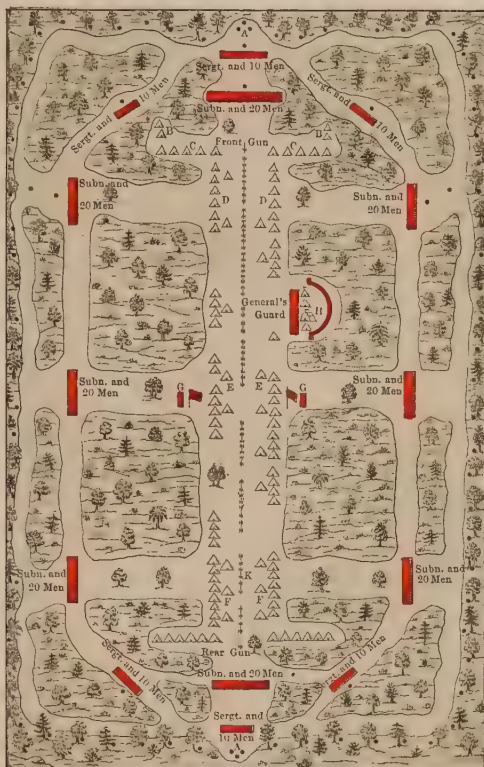 A
Sergt. and 10 Men
Sergt. and 10 Men
Sergt. and 10 Men
Subn. and 20 Men
B
B
Front Gun
C
C
Subn. and
20 Men
D
D
Subn. and
20 Men
General's
Guard
H
Subn. and
20 Men
G
E
E
G
Subn. and
20 Men
K
Subn. and
20 Men
F
F
Subn. and
20 Men
Rear Gun
Sergt. and 10 Men
Subn. and 20 Men
Sergt. and 10 Men
Sergt. and
10 Men
A